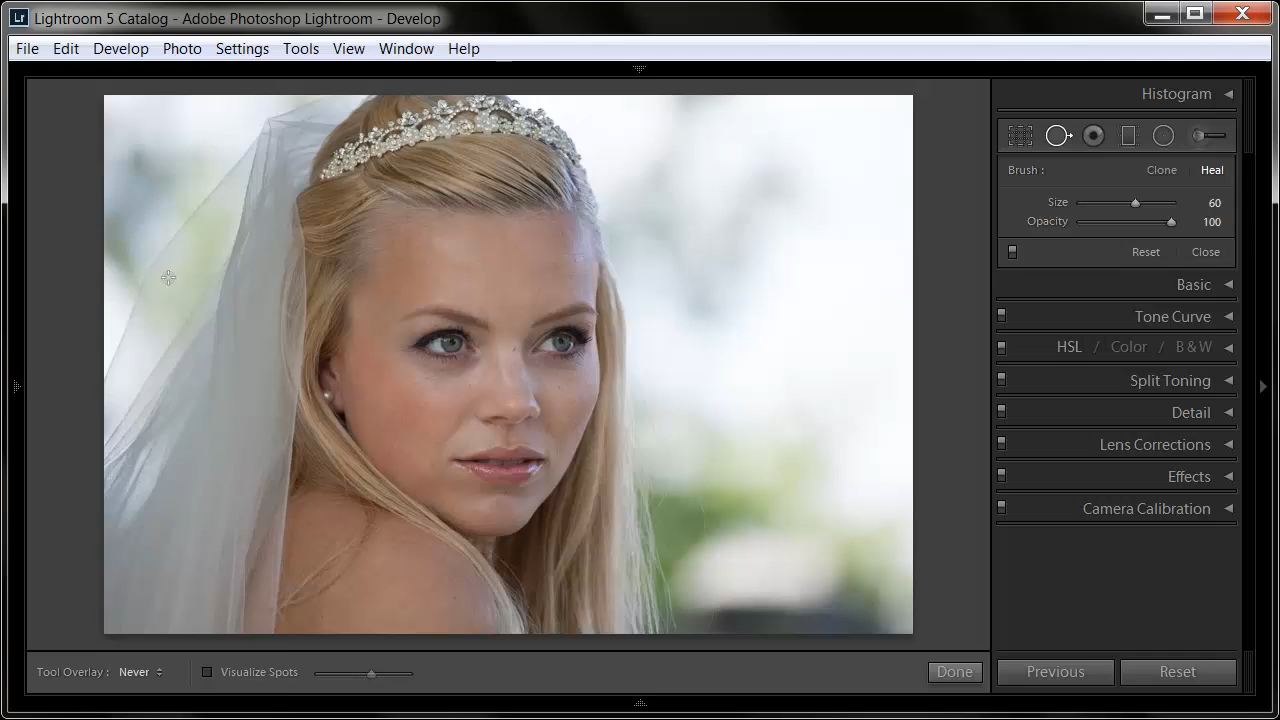 Lr Lightroom 5 Catalog - Adobe Photoshop Lightroom - Develop
File Edit Develop Photo Settings Tools View Window Help
Histogram
Brush : Clone Heal
Size 60
Opacity 100
Reset Close
Basic
Tone Curve
HSL / Color / B & W
Split Toning
Detail
Lens Corrections
Effects
Camera Calibration
Tool Overlay : Never Visualize Spots Done Previous Reset